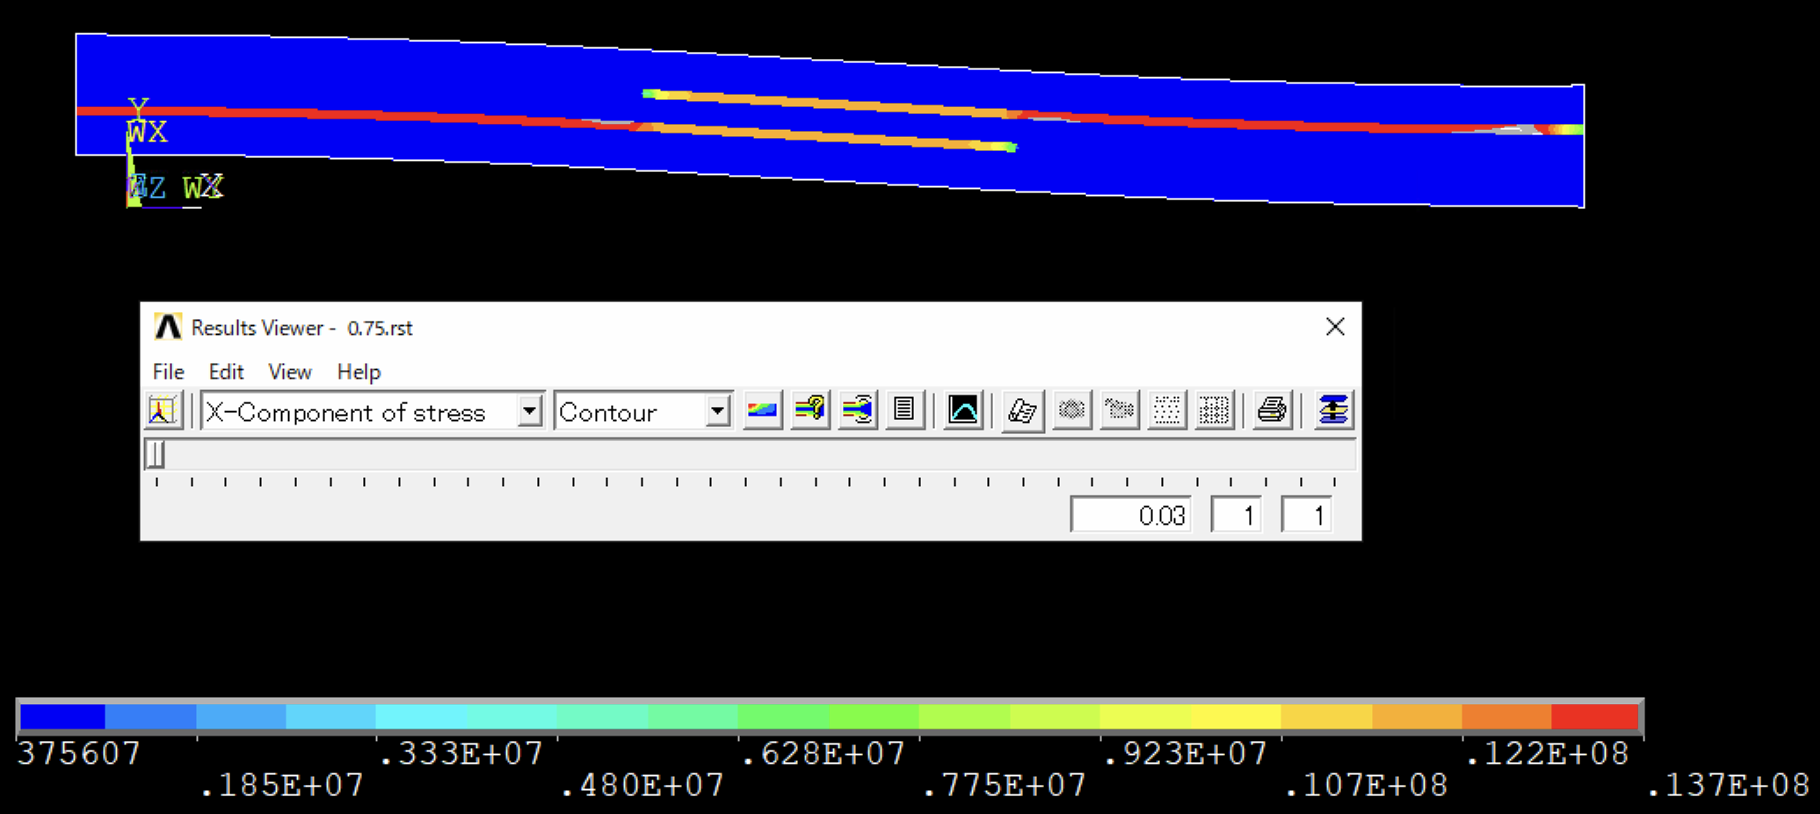 Y
WX
Z WX
Results Viewer - 0.75.rst
File Edit View Help
X-Component of stress Contour
0.03 1 1
375607 .333E+07 .628E+07 .923E+07 .122E+08
.185E+07 .480E+07 .775E+07 .107E+08 .137E+08